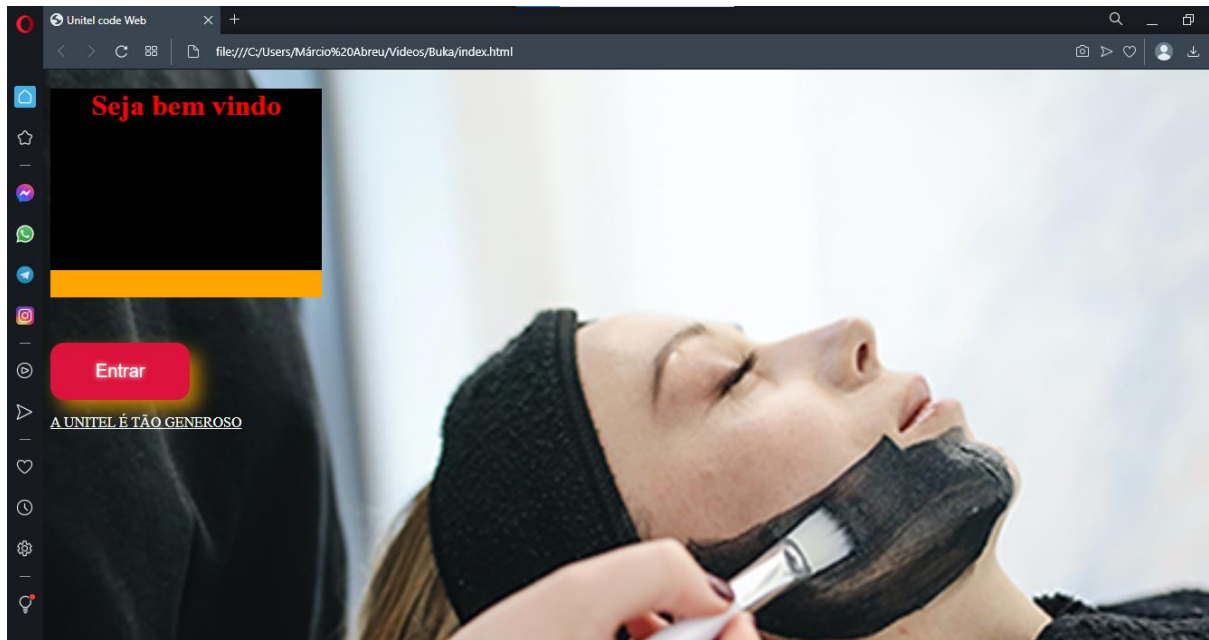 Unitel code Web
file:///C:/Users/Márcio%20Abreu/Videos/Buka/index.html
Seja bem vindo
Entrar
A UNITEL É TÃO GENEROSO